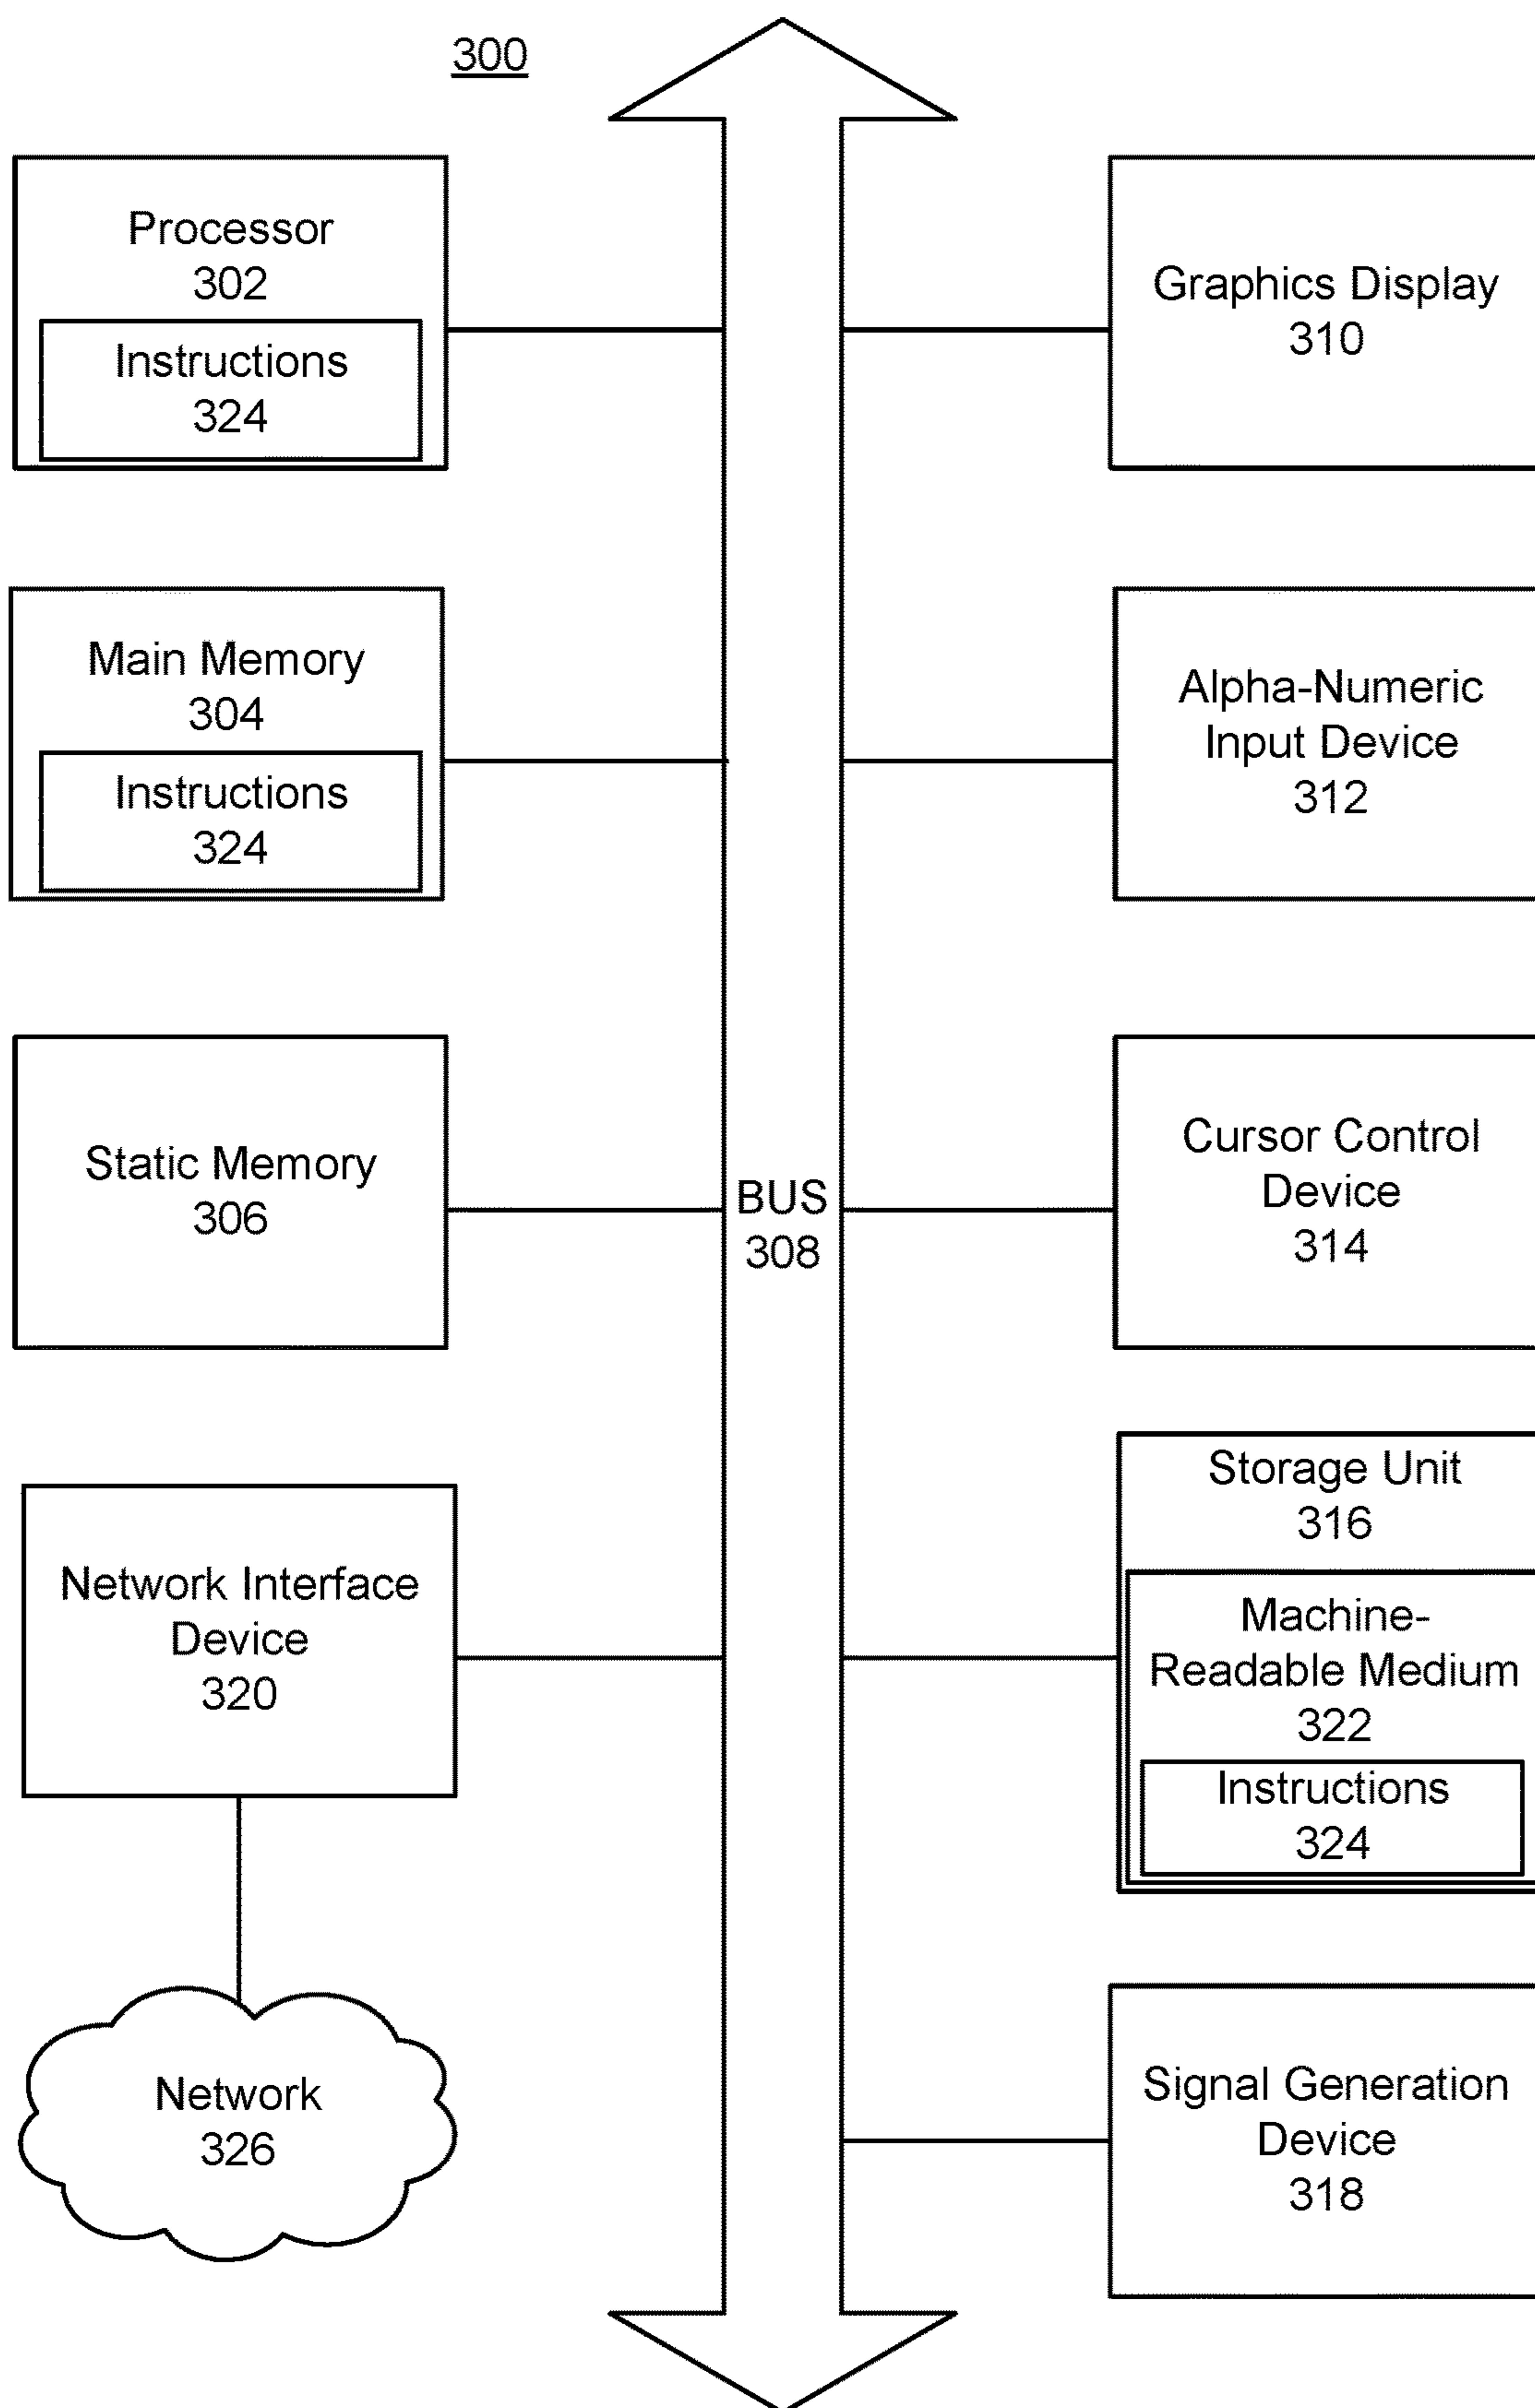 300
Processor
302
Instructions
324
Main Memory
304
Instructions
324
Static Memory
306
Network Interface
Device
320
Network
326
BUS
308
Graphics Display
310
Alpha-Numeric
Input Device
312
Cursor Control
Device
314
Storage Unit
316
Machine-
Readable Medium
322
Instructions
324
Signal Generation
Device
318